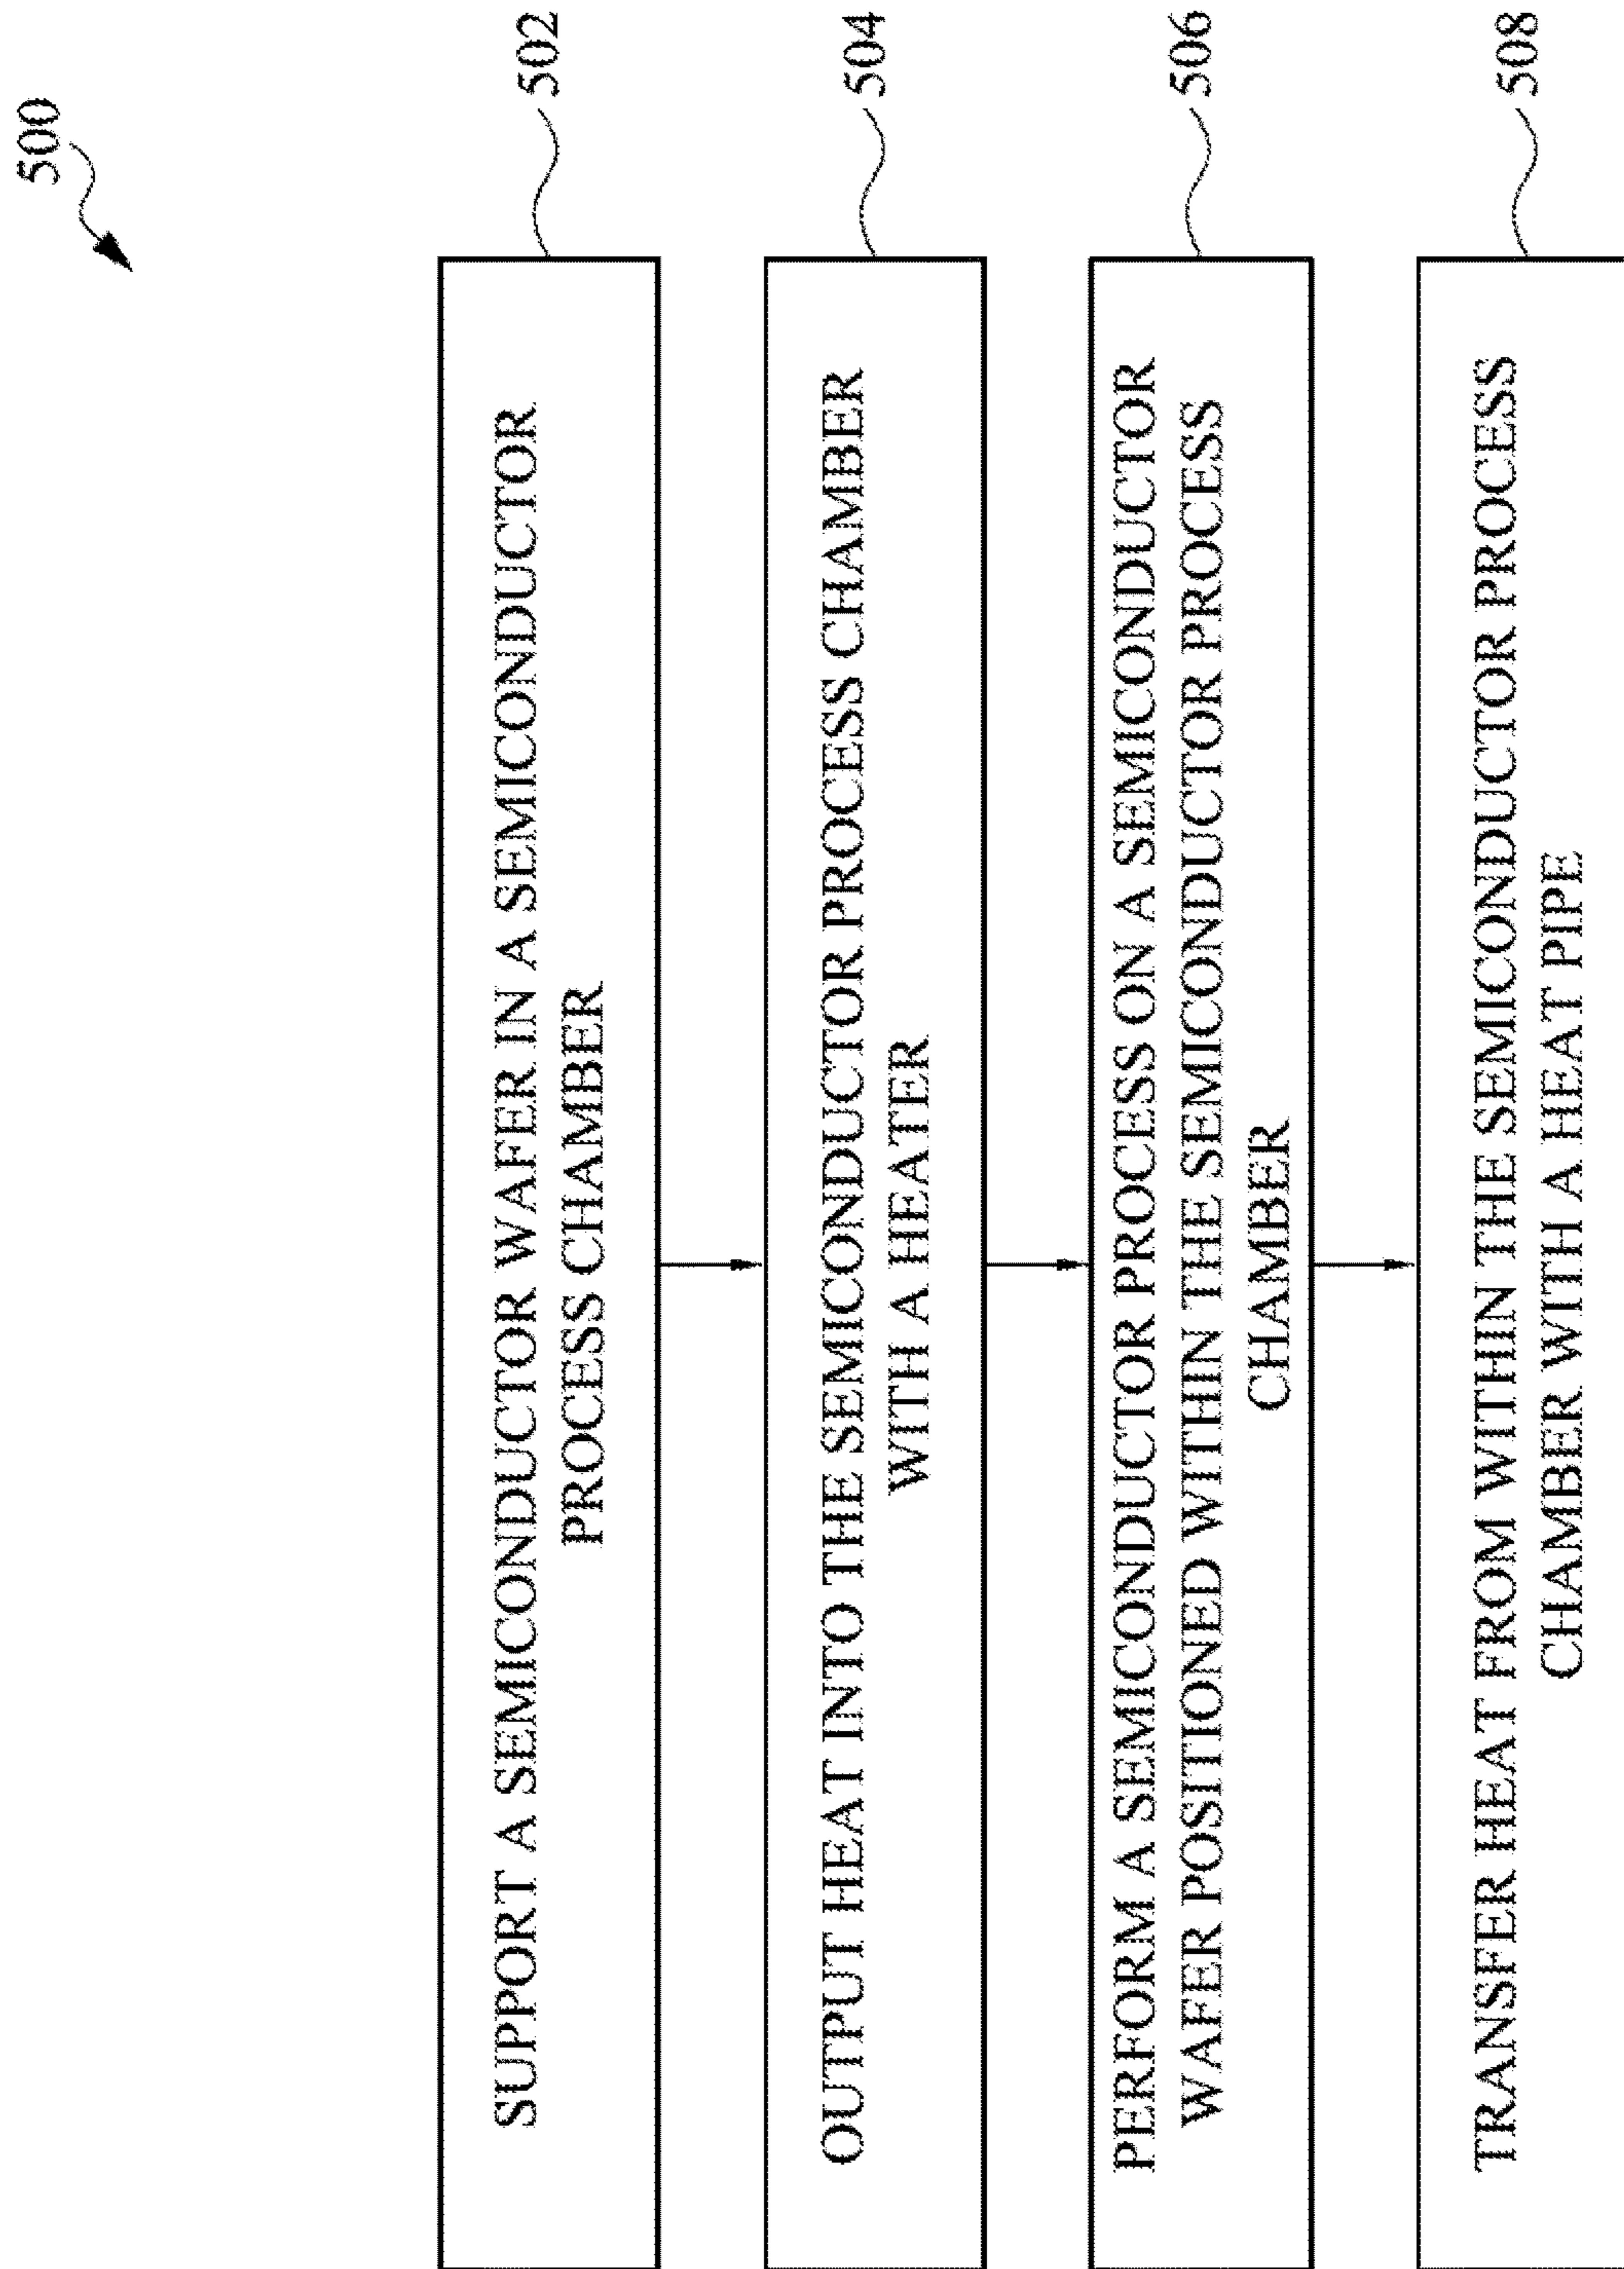 500
SUPPORT A SEMICONDUCTOR WAFER IN A SEMICONDUCTOR
PROCESS CHAMBER
502
OUTPUT HEAT INTO THE SEMICONDUCTOR PROCESS CHAMBER
WITH A HEATER
504
PERFORM A SEMICONDUCTOR PROCESS ON A SEMICONDUCTOR
WAFER POSITIONED WITHIN THE SEMICONDUCTOR PROCESS
CHAMBER
506
TRANSFER HEAT FROM WITHIN THE SEMICONDUCTOR PROCESS
CHAMBER WITH A HEAT PIPE
508